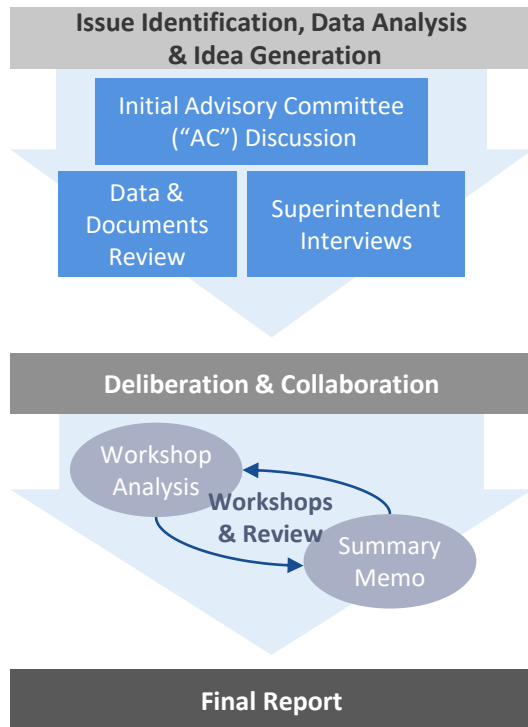 Issue Identification, Data Analysis
& Idea Generation
Initial Advisory Committee
(“AC”) Discussion
Data &
Documents
Review
Superintendent
Interviews
Deliberation & Collaboration
Workshop
Analysis
Workshops
& Review
Summary
Memo
Final Report